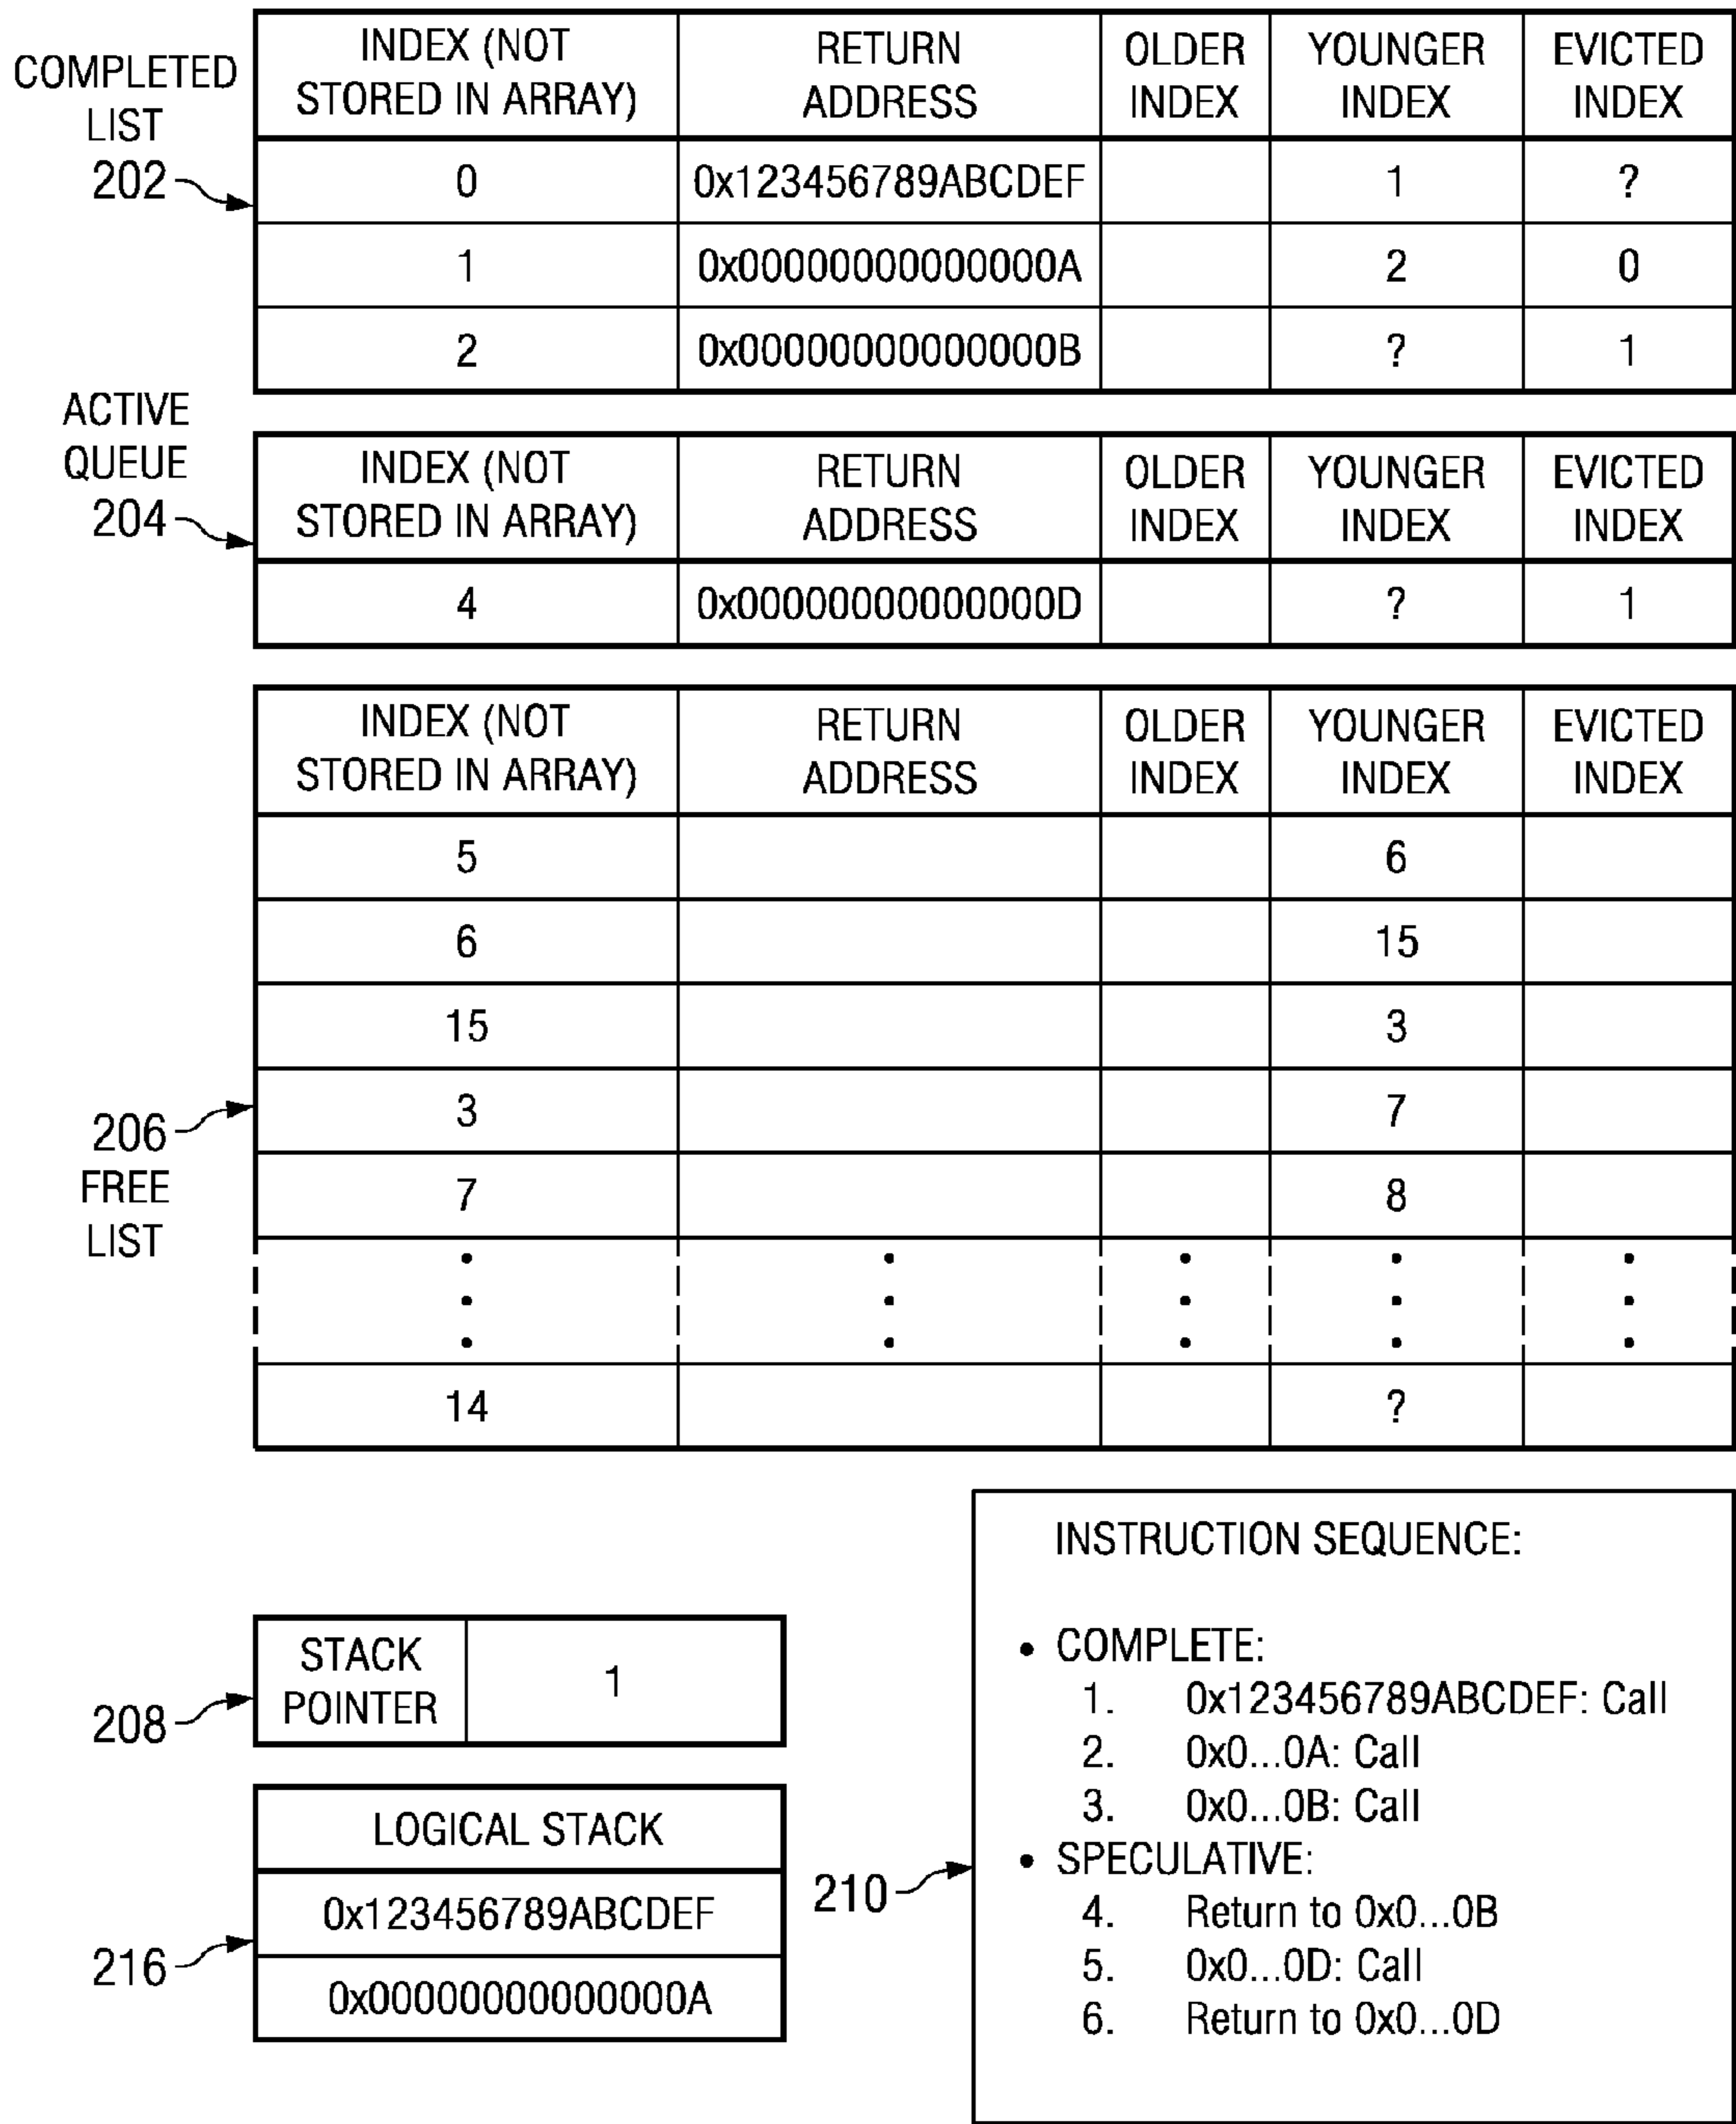 COMPLETED
LIST
202
INDEX (NOT STORED IN ARRAY) RETURN ADDRESS OLDER INDEX YOUNGER INDEX EVICTED INDEX
0 0x123456789ABCDEF 1 ?
1 0x00000000000000A 2 0
2 0x00000000000000B ? 1
ACTIVE
QUEUE
204
INDEX (NOT STORED IN ARRAY) RETURN ADDRESS OLDER INDEX YOUNGER INDEX EVICTED INDEX
4 0x00000000000000D ? 1
INDEX (NOT STORED IN ARRAY) RETURN ADDRESS OLDER INDEX YOUNGER INDEX EVICTED INDEX
5 6
6 15
15 3
3 7
7 8
14 ?
206
FREE
LIST
STACK
POINTER
1
208
LOGICAL STACK
0x123456789ABCDEF
0x00000000000000A
216
210
INSTRUCTION SEQUENCE:
• COMPLETE:
1. 0x123456789ABCDEF: Call
2. 0x0...0A: Call
3. 0x0...0B: Call
• SPECULATIVE:
4. Return to 0x0...0B
5. 0x0...0D: Call
6. Return to 0x0...0D